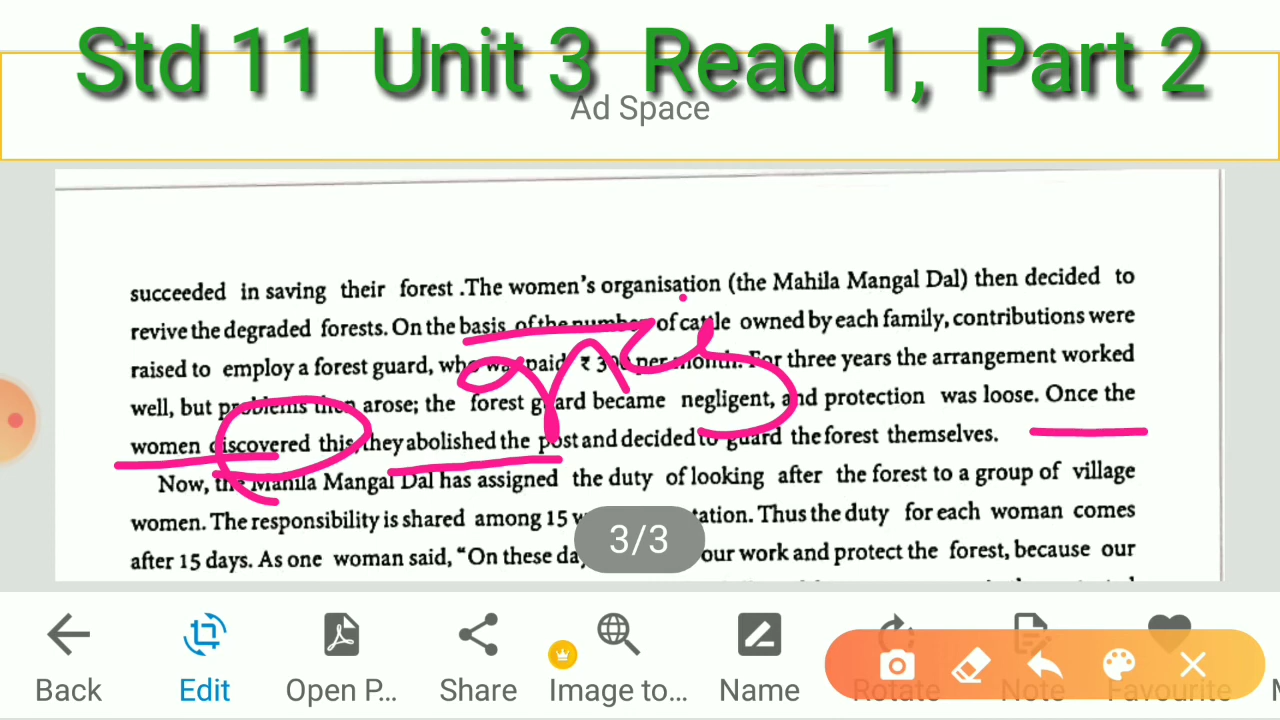 Std 11 Unit 3 Read 1, Part 2
Ad Space
succeeded in saving their forest .The women's organisation (the Mahila Mangal Dal) then decided to
revive the degraded forests. On the basis of the number of cattle owned by each family, contributions were
raised to employ a forest guard, who was paid ₹ 300 per month. For three years the arrangement worked
well, but problems then arose; the forest guard became negligent, and protection was loose. Once the
women discovered this, they abolished the post and decided to guard the forest themselves.
Now, the Mahila Mangal Dal has assigned the duty of looking after the forest to a group of village
women. The responsibility is shared among 15 Thus the duty for each woman comes
after 15 days. As one woman said, "On these our work and protect the forest, because our
3/3
Back Edit Open P... Share Image to... Name Rotate Note Favourite